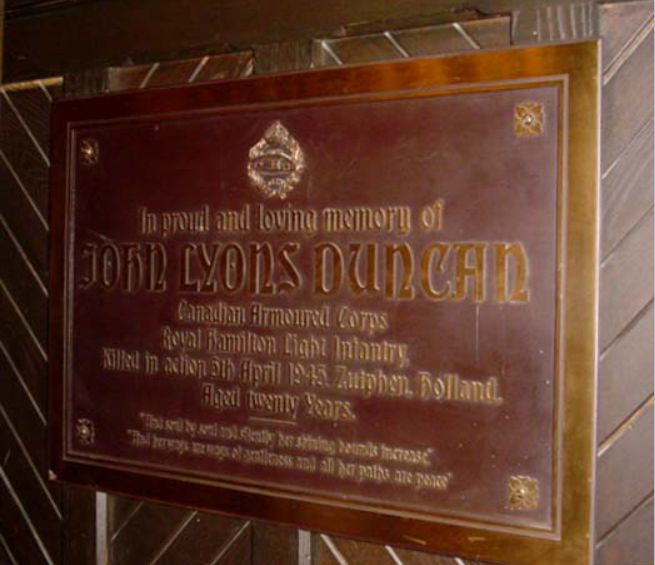 In proud and loving memory of
JOHN LYONS DUNCAN
Canadian Armoured Corps
Royal Hamilton Light Infantry,
Killed in action 5th April 1945, Zutphen, Holland.
Aged twenty Years.
"And soul by soul and silently her shining bounds increase,"
"And her ways are ways of gentleness and all her paths are peace"